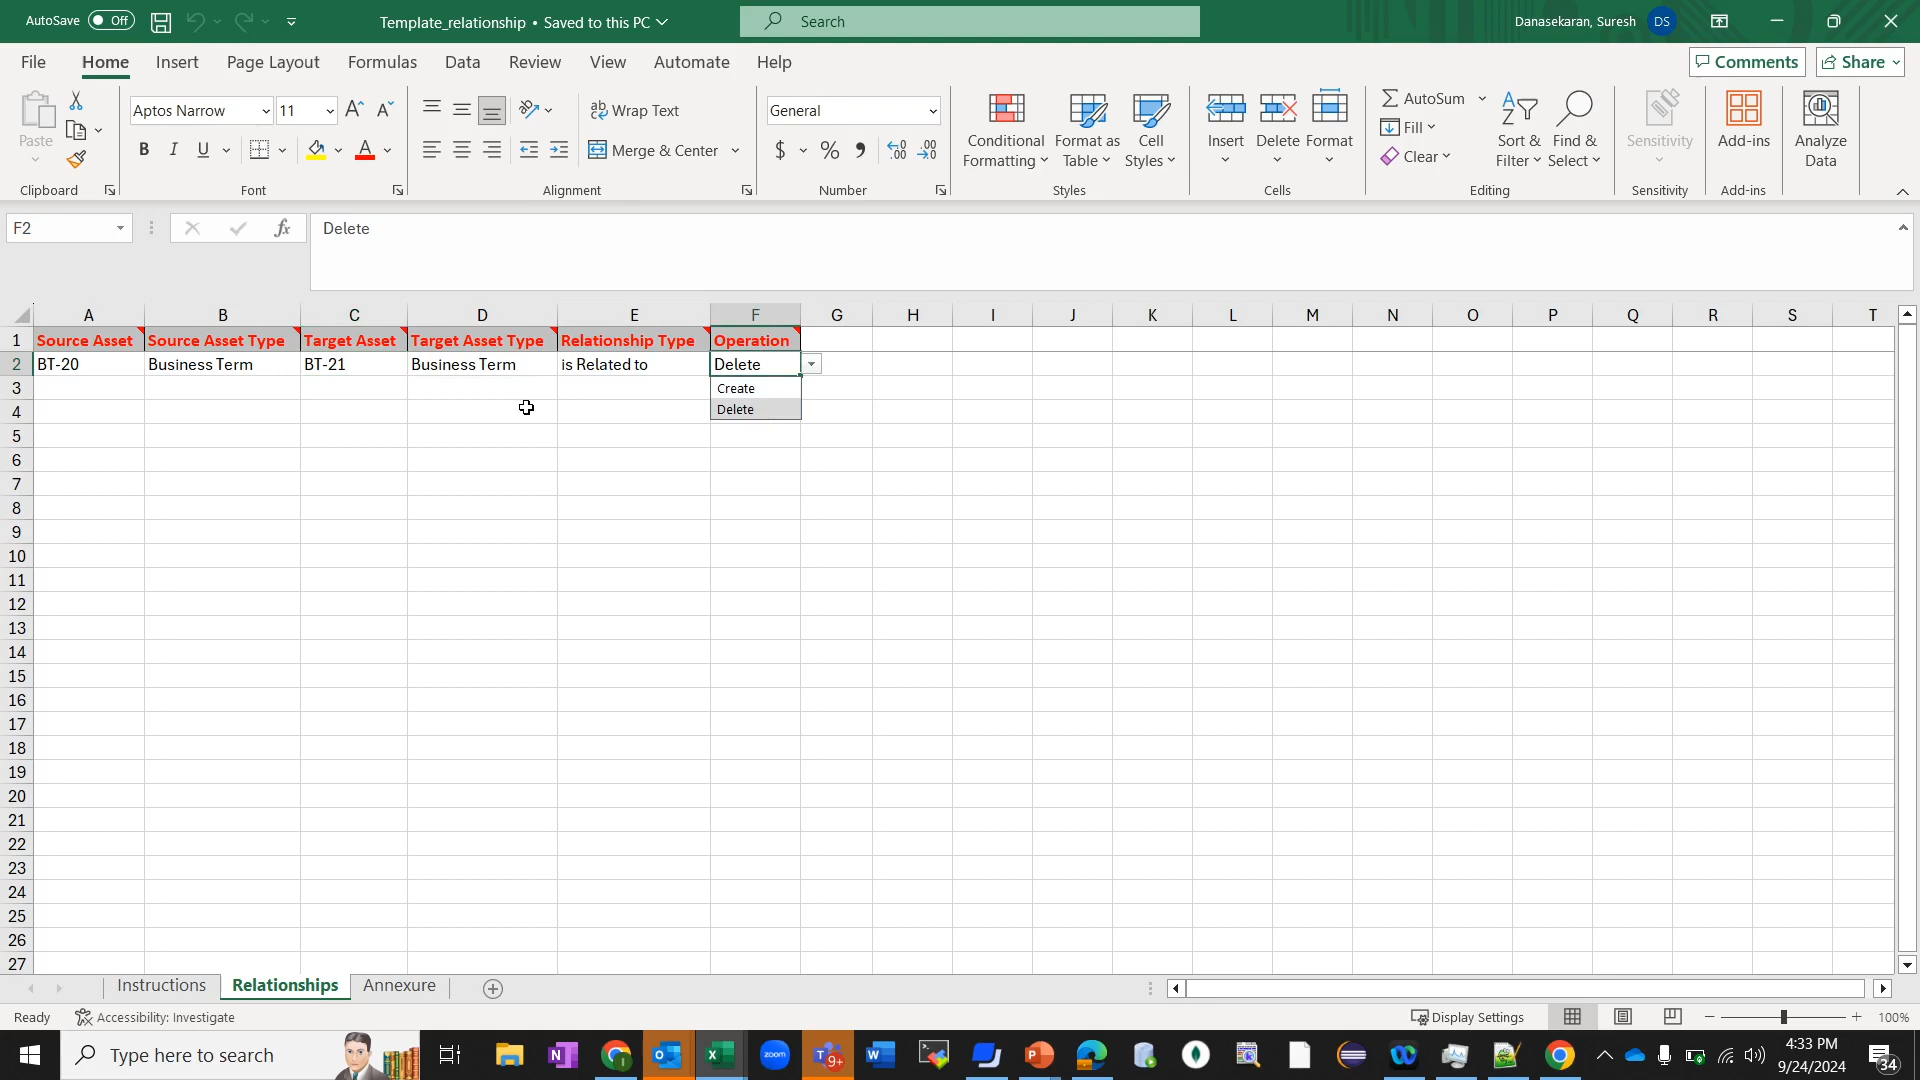 AutoSave Off Template_relationship • Saved to this PC Search Danasekaran, Suresh DS
File Home Insert Page Layout Formulas Data Review View Automate Help Comments Share
Paste Aptos Narrow 11 A A ab Wrap Text General Conditional Formatting Format as Table Cell Styles Insert Delete Format AutoSum Fill Clear Sort & Filter Find & Select Sensitivity Add-ins Analyze Data
B I U A Merge & Center $ % 9
Clipboard Font Alignment Number Styles Cells Editing Sensitivity Add-ins
F2 fx Delete
A B C D E F G H I J K L M N O P Q R S T
1 Source Asset Source Asset Type Target Asset Target Asset Type Relationship Type Operation
2 BT-20 Business Term BT-21 Business Term is Related to Delete
3 Create
4 Delete
5
6
7
8
9
10
11
12
13
14
15
16
17
18
19
20
21
22
23
24
25
26
27
Instructions Relationships Annexure
Ready Accessibility: Investigate Display Settings 100%
Type here to search zoom 9+ 4:33 PM
9/24/2024 34